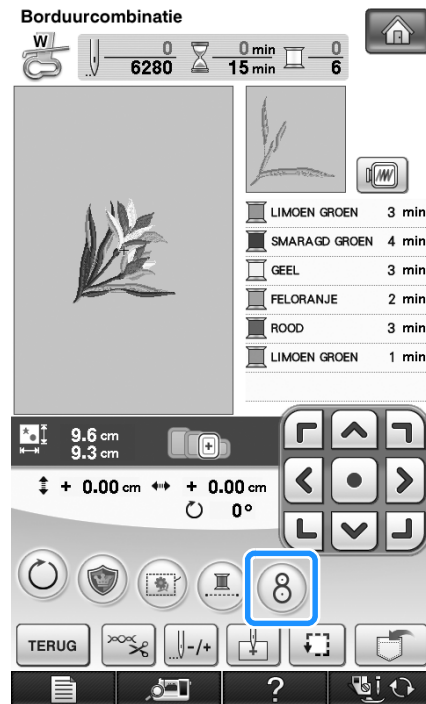 Borduurcombinatie
W
0 0 min 0
6280 15 min 6
LIMOEN GROEN 3 min
SMARAGD GROEN 4 min
GEEL 3 min
FELORANJE 2 min
ROOD 3 min
LIMOEN GROEN 1 min
9.6 cm
9.3 cm
+ 0.00 cm + 0.00 cm
0°
8
TERUG -/+
?